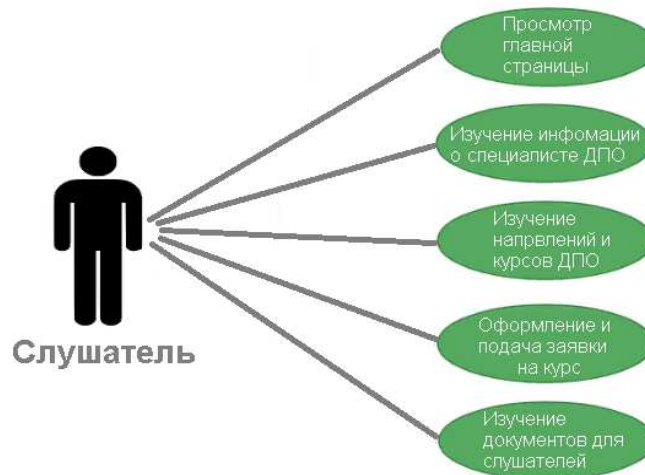 Просмотр
главной
страницы
Изучение инфомации
о специалисте ДПО
Изучение
напрвлений и
курсов ДПО
Оформление и
подача заявки
на курс
Изучение
документов для
слушателей
Слушатель